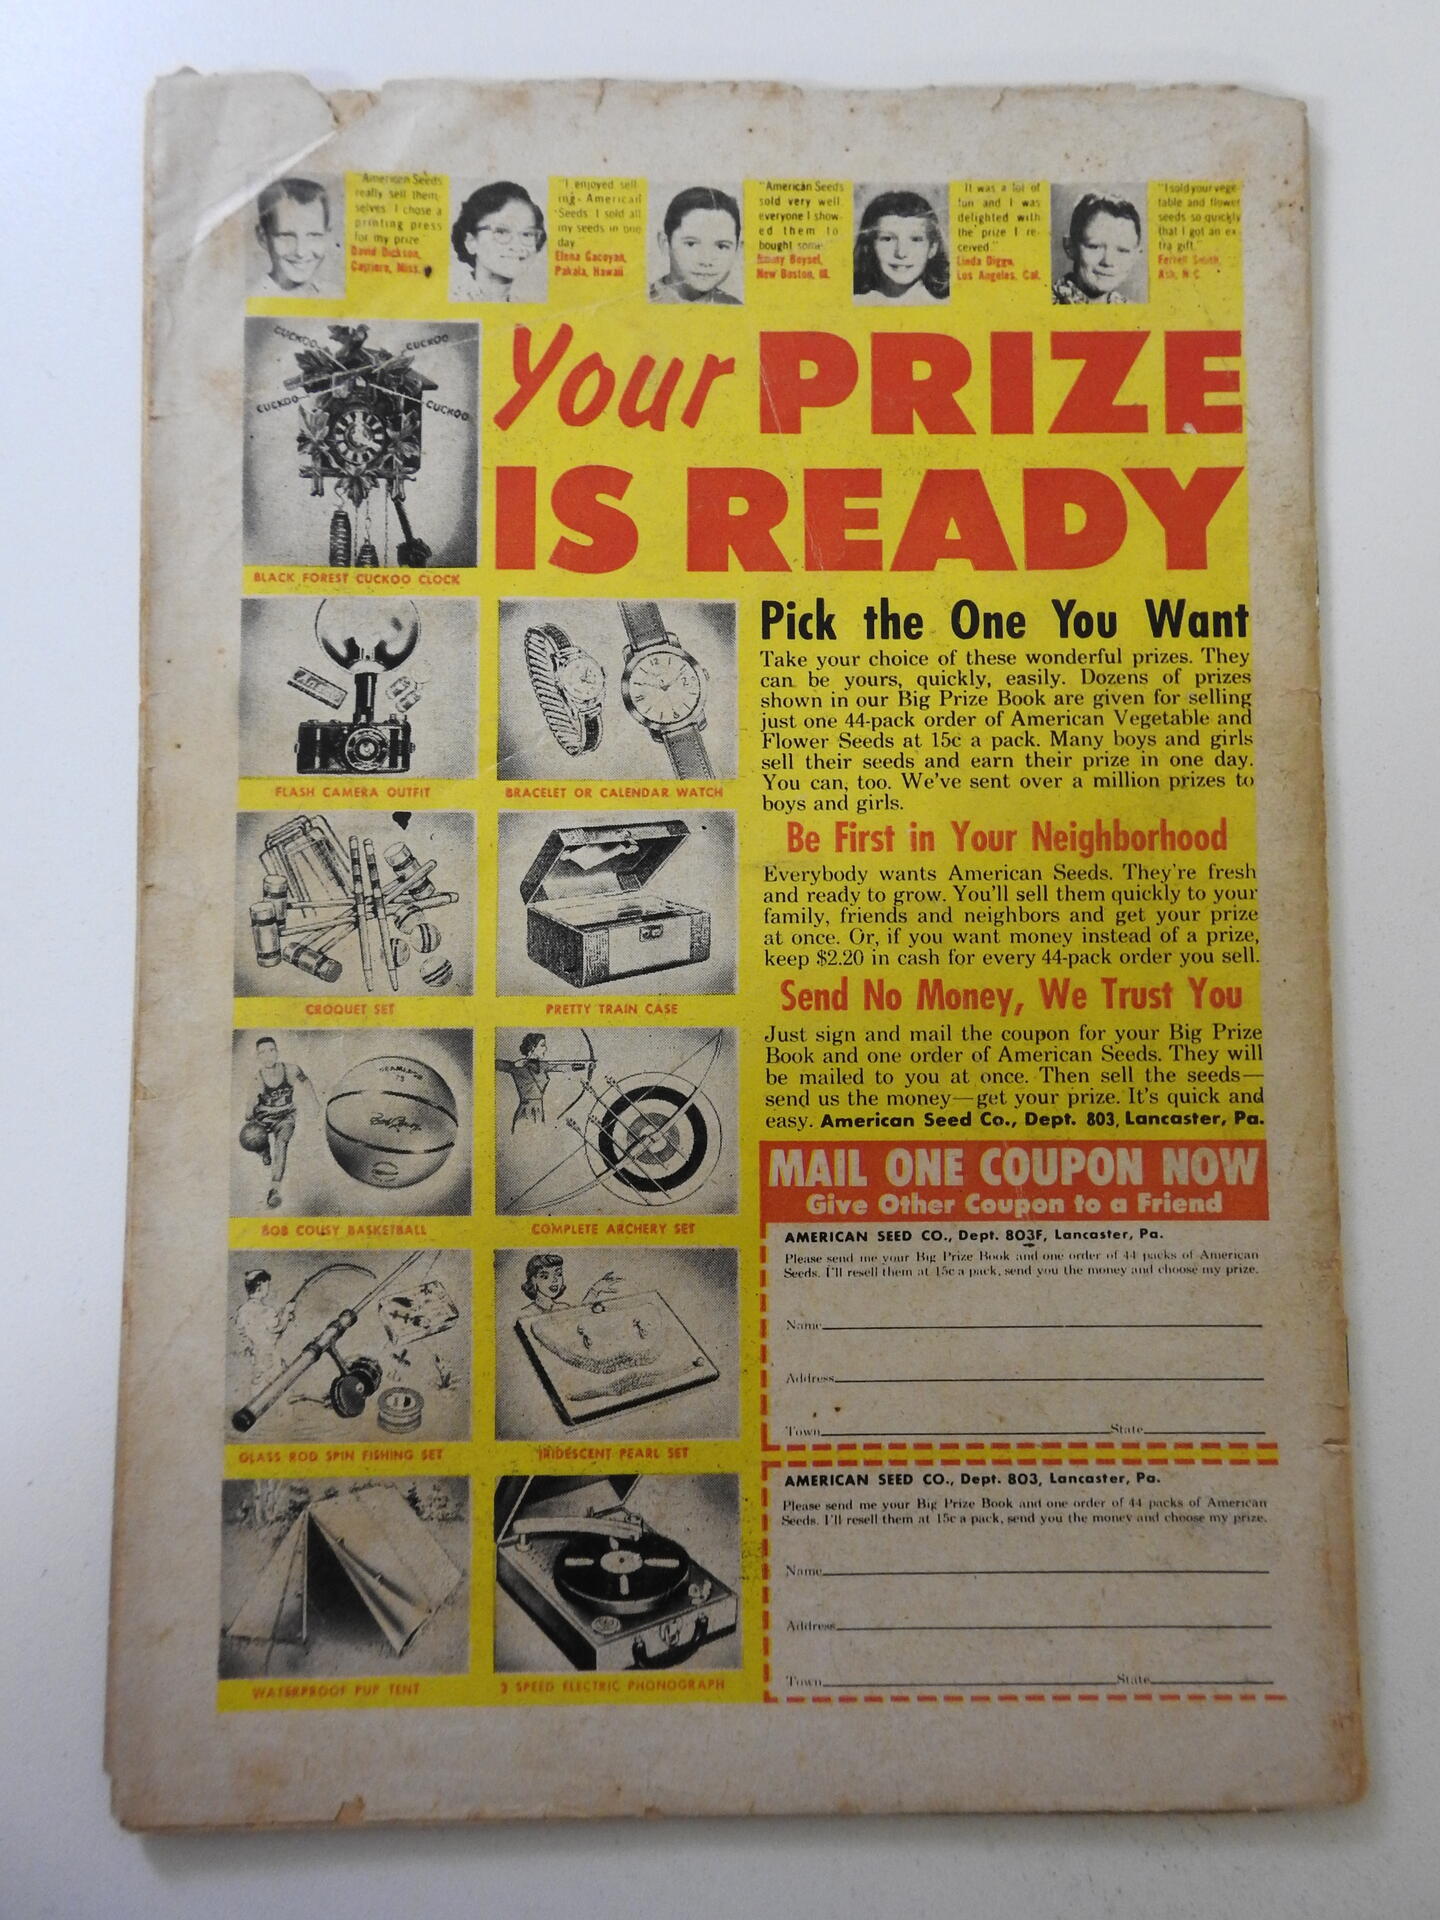 "American Seeds
really sell them-
selves. I chose a
printing press
for my prize"
David Dickson,
Miss.
"I enjoyed sell
ing- American
Seeds I sold all
my seeds in one
day"
Elena Gacoyan,
Pakala, Hawaii
"American Seeds
sold very well
everyone I show-
ed them to
bought some."
Boysel,
New Boston, Ill.
It was a lot of
fun and I was
delighted with
the prize I re-
ceived."
Linda Diggs,
Los Angeles, Cal.
"I sold your vege
table and flower
seeds so quickly
that I got an ex
tra gift."
Ferrell Smith,
Ash, N.C.
CUCKOO
CUCKOO
CUCKOO
CUCKOO
BLACK FOREST CUCKOO CLOCK
Your PRIZE
IS READY
FLASH CAMERA OUTFIT
BRACELET OR CALENDAR WATCH
CROQUET SET
PRETTY TRAIN CASE
BOB COUSY BASKETBALL
COMPLETE ARCHERY SET
GLASS ROD SPIN FISHING SET
IRIDESCENT PEARL SET
WATERPROOF PUP TENT
3 SPEED ELECTRIC PHONOGRAPH
Pick the One You Want
Take your choice of these wonderful prizes. They
can be yours, quickly, easily. Dozens of prizes
shown in our Big Prize Book are given for selling
just one 44-pack order of American Vegetable and
Flower Seeds at 15c a pack. Many boys and girls
sell their seeds and earn their prize in one day.
You can, too. We've sent over a million prizes to
boys and girls.
Be First in Your Neighborhood
Everybody wants American Seeds. They're fresh
and ready to grow. You'll sell them quickly to your
family, friends and neighbors and get your prize
at once. Or, if you want money instead of a prize,
keep $2.20 in cash for every 44-pack order you sell.
Send No Money, We Trust You
Just sign and mail the coupon for your Big Prize
Book and one order of American Seeds. They will
be mailed to you at once. Then sell the seeds—
send us the money—get your prize. It's quick and
easy. American Seed Co., Dept. 803, Lancaster, Pa.
MAIL ONE COUPON NOW
Give Other Coupon to a Friend
AMERICAN SEED CO., Dept. 803F, Lancaster, Pa.
Please send me your Big Prize Book and one order of 44 packs of American
Seeds. I'll resell them at 15c a pack, send you the money and choose my prize.
Name
Address
Town State
AMERICAN SEED CO., Dept. 803, Lancaster, Pa.
Please send me your Big Prize Book and one order of 44 packs of American
Seeds. I'll resell them at 15c a pack, send you the money and choose my prize.
Name
Address
Town State